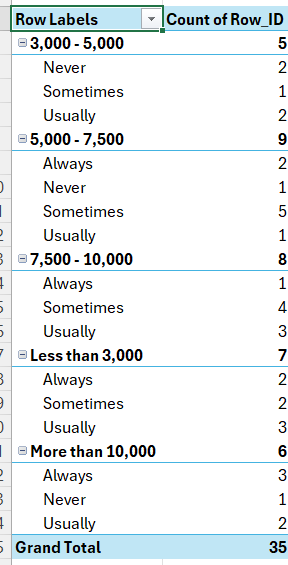 Row Labels Count of Row_ID
3,000 - 5,000 5
Never 2
Sometimes 1
Usually 2
5,000 - 7,500 9
Always 2
Never 1
Sometimes 5
Usually 1
7,500 - 10,000 8
Always 1
Sometimes 4
Usually 3
Less than 3,000 7
Always 2
Sometimes 2
Usually 3
More than 10,000 6
Always 3
Never 1
Usually 2
Grand Total 35